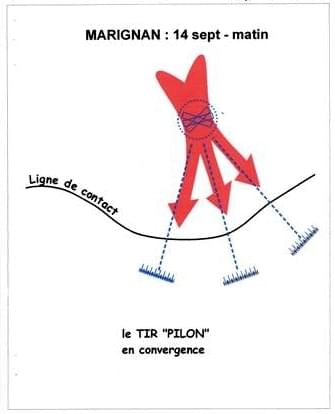 MARIGNAN : 14 sept - matin
Ligne de contact
le TIR "PILON"
en convergence